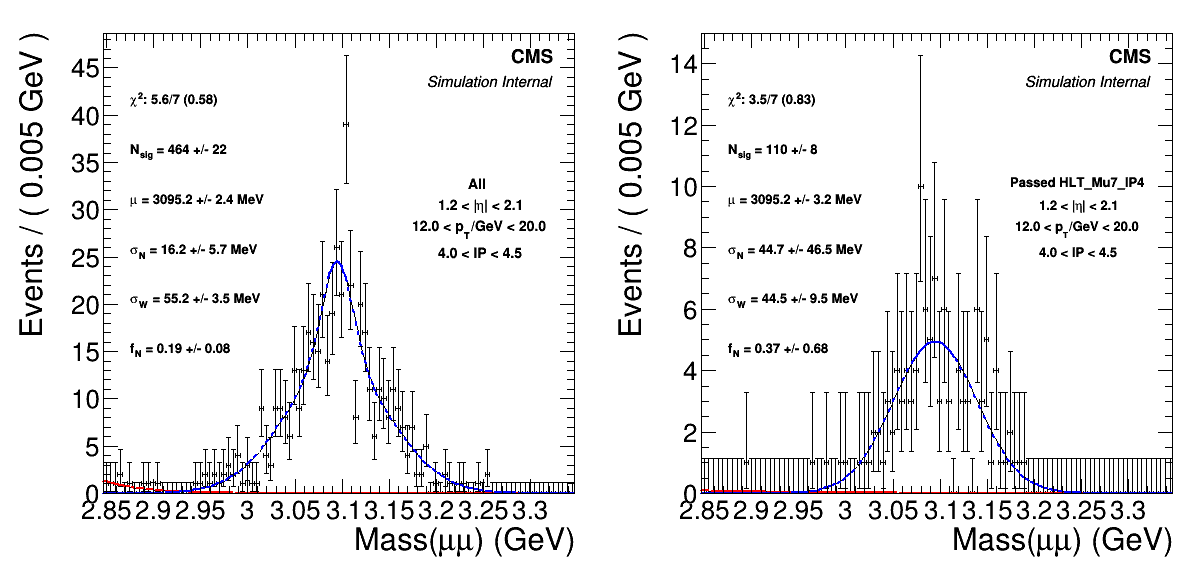 Events / ( 0.005 GeV )
45
40
35
30
25
20
15
10
5
0
CMS
Simulation Internal
χ²: 5.6/7 (0.58)
N_sig = 464 +/- 22
μ = 3095.2 +/- 2.4 MeV
σ_N = 16.2 +/- 5.7 MeV
σ_W = 55.2 +/- 3.5 MeV
f_N = 0.19 +/- 0.08
All
1.2 < |η| < 2.1
12.0 < p_T/GeV < 20.0
4.0 < IP < 4.5
2.85 2.9 2.95 3 3.05 3.1 3.15 3.2 3.25 3.3
Mass(μμ) (GeV)
Events / ( 0.005 GeV )
14
12
10
8
6
4
2
0
CMS
Simulation Internal
χ²: 3.5/7 (0.83)
N_sig = 110 +/- 8
μ = 3095.2 +/- 3.2 MeV
σ_N = 44.7 +/- 46.5 MeV
σ_W = 44.5 +/- 9.5 MeV
f_N = 0.37 +/- 0.68
Passed HLT_Mu7_IP4
1.2 < |η| < 2.1
12.0 < p_T/GeV < 20.0
4.0 < IP < 4.5
2.85 2.9 2.95 3 3.05 3.1 3.15 3.2 3.25 3.3
Mass(μμ) (GeV)